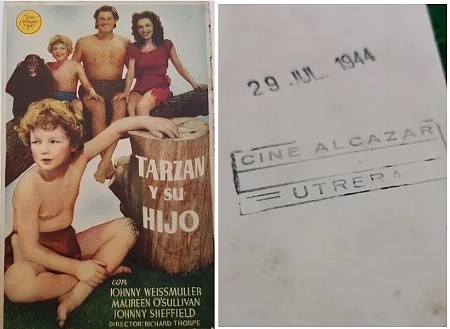 TARZAN
Y SU
HIJO
con
JOHNNY WEISSMULLER
MAUREEN O'SULLIVAN
JOHNNY SHEFFIELD
DIRECTOR: RICHARD THORPE
29 JUL. 1944
CINE ALCAZAR
UTRERA